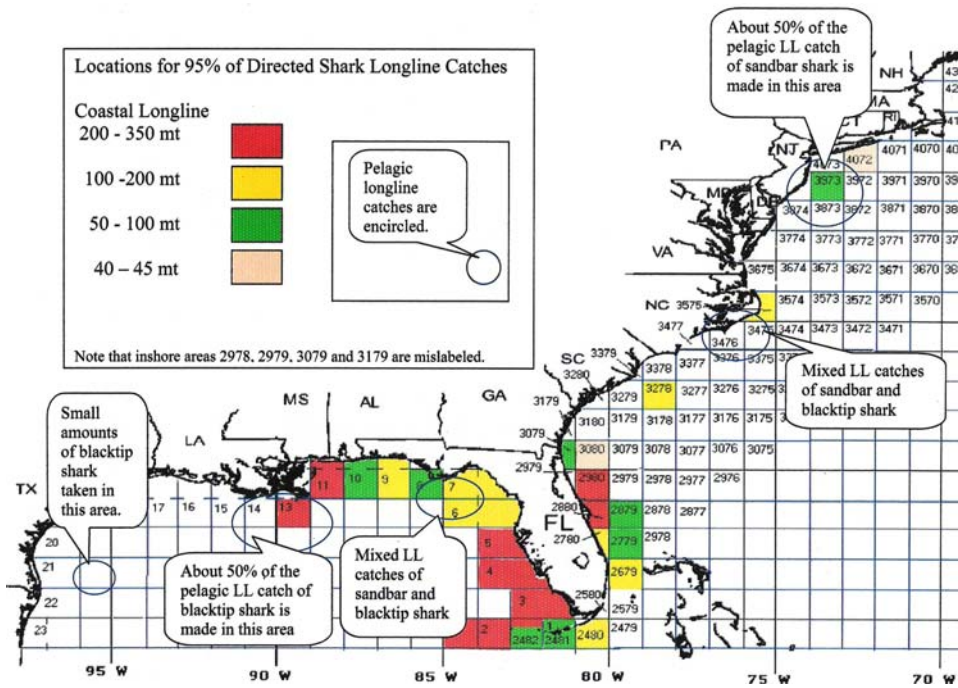 Locations for 95% of Directed Shark Longline Catches
Coastal Longline
200 - 350 mt
100 -200 mt
50 - 100 mt
40 – 45 mt
Pelagic
longline
catches are
encircled.
Note that inshore areas 2978, 2979, 3079 and 3179 are mislabeled.
About 50% of the
pelagic LL catch
of sandbar shark is
made in this area
NH
MA
CT RI
PA
NJ
MD
DE
VA
NC
SC
GA
AL
MS
LA
TX
FL
4071 4070
4073 4072
3973 3972 3971 3970
3974 3873 3872 3871 3870
3774 3773 3772 3771 3770
3675 3674 3673 3672 3671 3670
3575 3574 3573 3572 3571 3570
3477 3476 3475 3474 3473 3472 3471
3379 3378 3377 3376 3375
3280 3279 3278 3277 3276 3275
3179 3180 3179 3178 3177 3176 3175
3079 3080 3079 3078 3077 3076 3075
2979 2980 2979 2978 2977 2976
2880 2879 2878 2877
2780 2779 2978
2679
2580 2579
2482 2481 2480 2479
Mixed LL catches
of sandbar and
blacktip shark
Small
amounts
of blacktip
shark
taken in
this area.
About 50% of the
pelagic LL catch of
blacktip shark is
made in this area
Mixed LL
catches of
sandbar and
blacktip shark
11 10 9 8 7
17 16 15 14 13 6
20 5
21 4
22 3
23 2 1
95 W 90 W 85 W 80 W 75 W 70 W